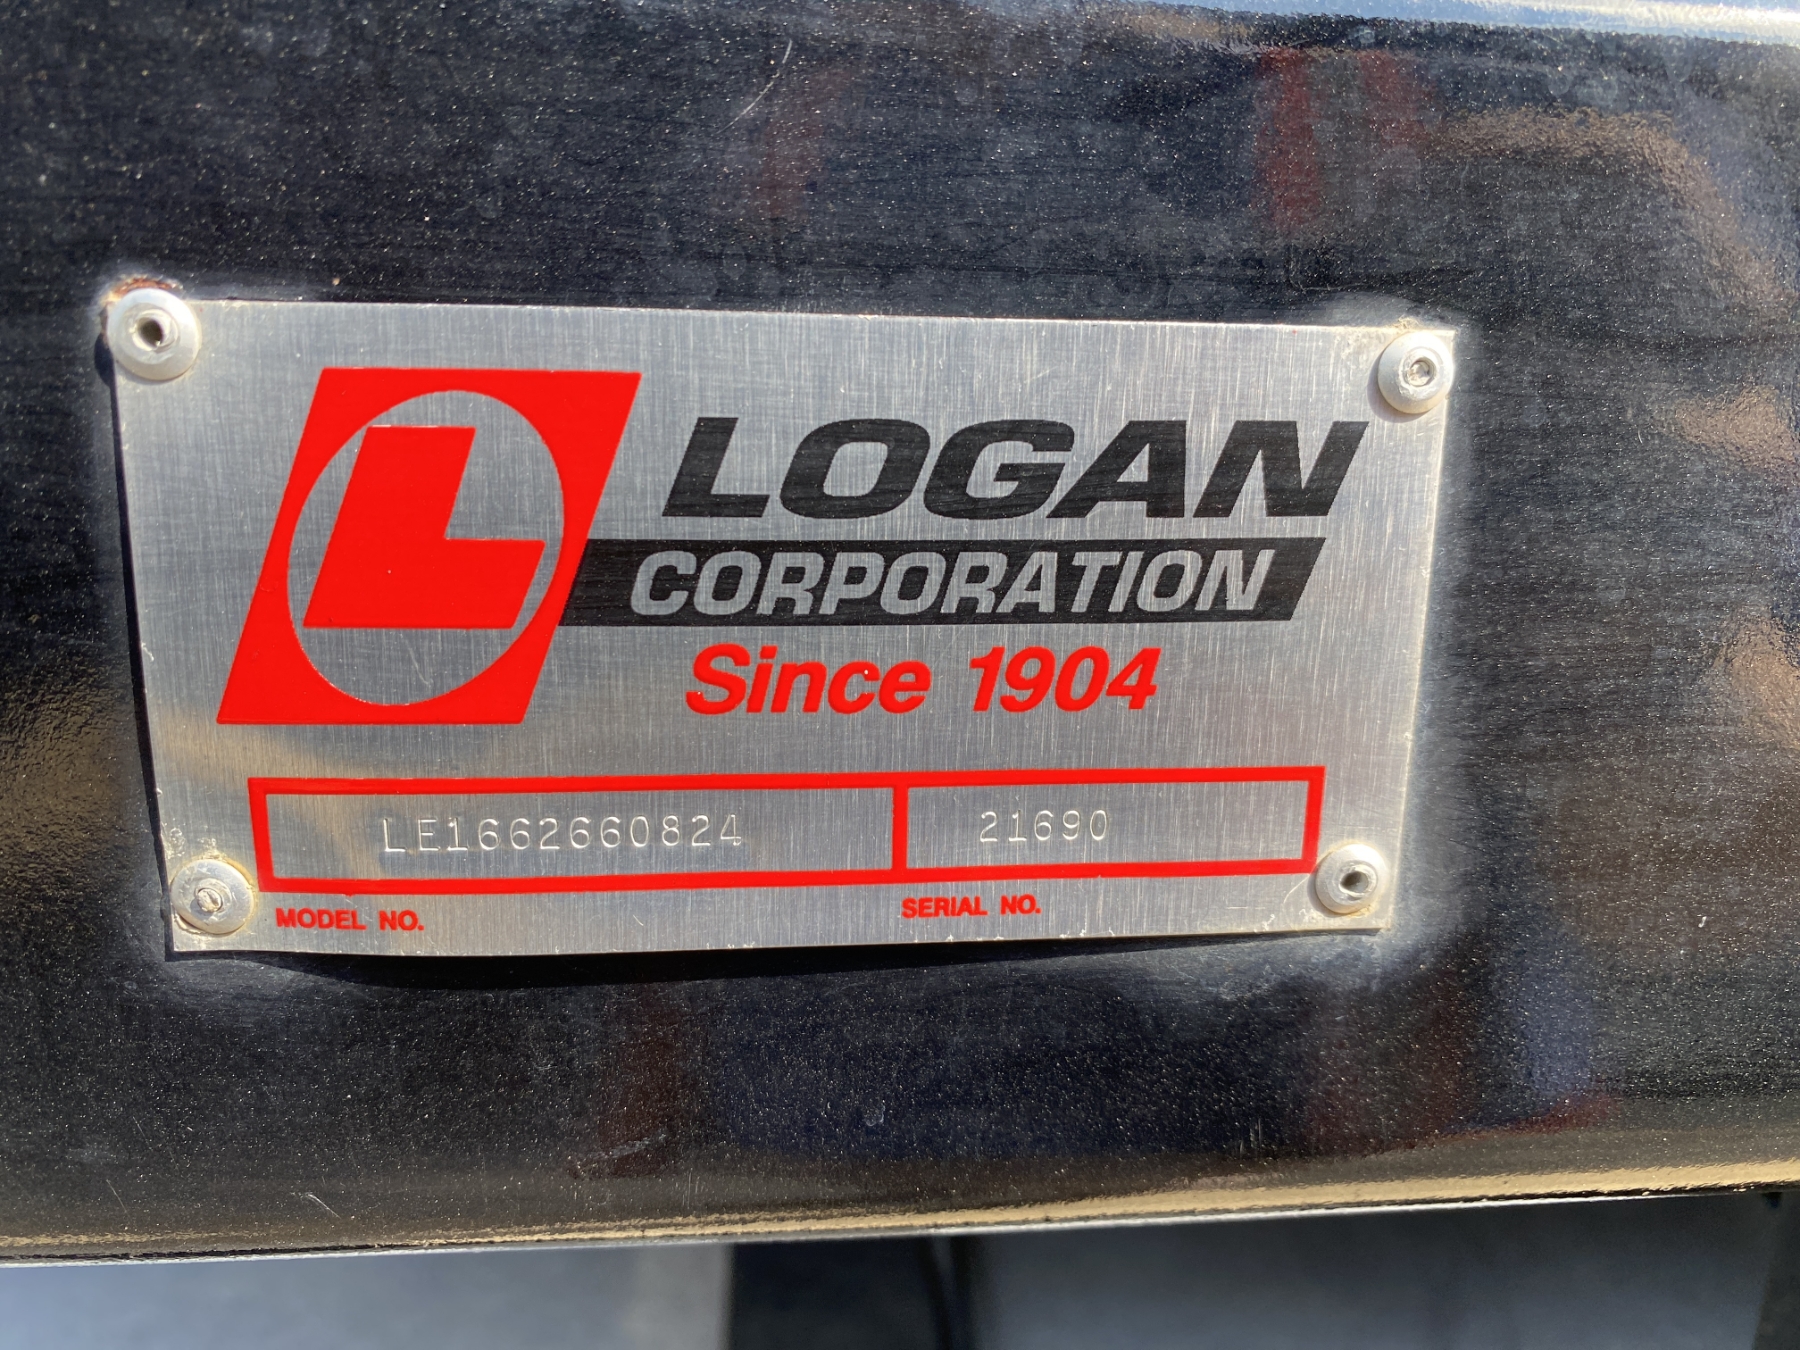 L LOGAN
CORPORATION
Since 1904
LE1662660824 21690
MODEL NO. SERIAL NO.